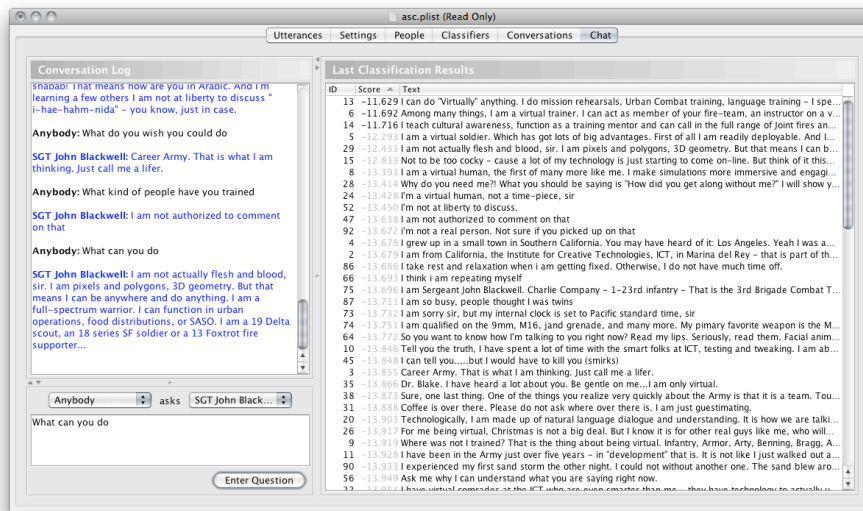 asc.plist (Read Only)
Utterances Settings People Classifiers Conversations Chat
Conversation Log
shabab! That means how are you in Arabic. And I'm
learning a few others I am not at liberty to discuss "
i-hae-hahm-nida" - you know, just in case.
Anybody: What do you wish you could do
SGT John Blackwell: Career Army. That is what I am
thinking. Just call me a lifer.
Anybody: What kind of people have you trained
SGT John Blackwell: I am not authorized to comment
on that
Anybody: What can you do
SGT John Blackwell: I am not actually flesh and blood,
sir. I am pixels and polygons, 3D geometry. But that
means I can be anywhere and do anything. I am a
full-spectrum warrior. I can function in urban
operations, food distributions, or SASO. I am a 19 Delta
scout, an 18 series SF soldier or a 13 Foxtrot fire
supporter...
Anybody asks SGT John Black...
What can you do
Enter Question
Last Classification Results
ID Score Text
13 -11.629 I can do "Virtually" anything. I do mission rehearsals, Urban Combat training, language training - I spe...
6 -11.692 Among many things, I am a virtual trainer. I can act as member of your fire-team, an instructor on a v...
14 -11.716 I teach cultural awareness, function as a training mentor and can call in the full range of Joint fires an...
5 -12.293 I am a virtual soldier. Which has got lots of big advantages. First of all I am readily deployable. And I...
29 -12.433 I am not actually flesh and blood, sir. I am pixels and polygons, 3D geometry. But that means I can b...
15 -12.833 Not to be too cocky - cause a lot of my technology is just starting to come on-line. But think of it this...
8 -13.393 I am a virtual human, the first of many more like me. I make simulations more immersive and engagi...
28 -13.414 Why do you need me?! What you should be saying is "How did you get along without me?" I will show y...
24 -13.428 I'm a virtual human, not a time-piece, sir
52 -13.450 I'm not at liberty to discuss.
47 -13.638 I am not authorized to comment on that
92 -13.672 i'm not a real person. Not sure if you picked up on that
4 -13.678 I grew up in a small town in Southern California. You may have heard of it: Los Angeles. Yeah I was a...
2 -13.679 I am from California, the Institute for Creative Technologies, ICT, in Marina del Rey - that is part of th...
86 -13.686 I take rest and relaxation when i am getting fixed. Otherwise, I do not have much time off.
66 -13.693 I think i am repeating myself
75 -13.696 I am Sergeant John Blackwell. Charlie Company - 1-23rd infantry - That is the 3rd Brigade Combat T...
87 -13.711 I am so busy, people thought I was twins
73 -13.732 I am sorry sir, but my internal clock is set to Pacific standard time, sir
74 -13.751 I am qualified on the 9mm, M16, jand grenade, and many more. My pimary favorite weapon is the M...
64 -13.772 So you want to know how I'm talking to you right now? Read my lips. Seriously, read them. Facial anim...
10 -13.846 Tell you the truth, I have spent a lot of time with the smart folks at ICT, testing and tweaking. I am ab...
45 -13.848 I can tell you.....but I would have to kill you (smirks)
3 -13.855 Career Army. That is what I am thinking. Just call me a lifer.
35 -13.866 Dr. Blake. I have heard a lot about you. Be gentle on me...I am only virtual.
38 -13.873 Sure, one last thing. One of the things you realize very quickly about the Army is that it is a team. Tou...
31 -13.888 Coffee is over there. Please do not ask where over there is. I am just guestimating.
20 -13.903 Technologically, I am made up of natural language dialogue and understanding. It is how we are talki...
26 -13.917 For me being virtual, Christmas is not a big deal. But I know it is for other real guys like me, who will...
9 -13.919 Where was not I trained? That is the thing about being virtual. Infantry, Armor, Arty, Benning, Bragg, A...
11 -13.928 I have been in the Army just over five years - in "development" that is. It is not like I just walked out a...
90 -13.933 I experienced my first sand storm the other night. I could not without another one. The sand blew aro...
56 -13.949 Ask me why I can understand what you are saying right now.
22 -13.954 I have virtual comrades at the ICT who are even smarter than me - they have technology to actually u...